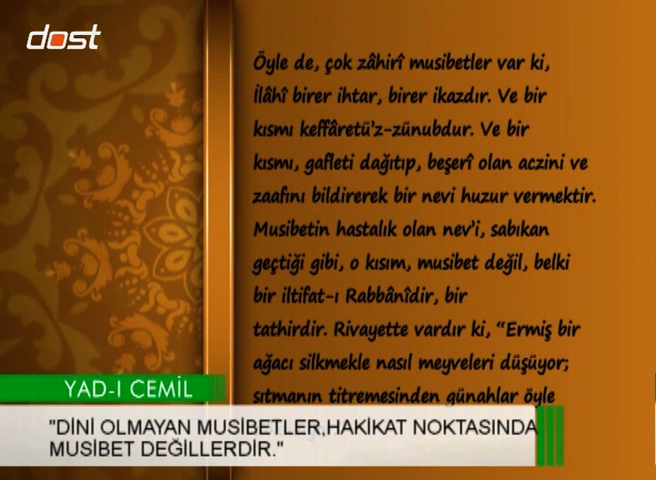 dost
Öyle de, çok zâhirî musibetler var ki,
İlâhî birer ihtar, birer ikazdır. Ve bir
kısmı keffâretü'z-zünubdur. Ve bir
kısmı, gafleti dağıtıp, beşerî olan aczini ve
zaafını bildirerek bir nevi huzur vermektir.
Musibetin hastalık olan nev'i, sabıkan
geçtiği gibi, o kısım, musibet değil, belki
bir iltifat-ı Rabbânîdir, bir
tathirdir. Rivayette vardır ki, "Ermiş bir
ağacı silkmekle nasıl meyveleri düşüyor;
sıtmanın titremesinden günahlar öyle
YAD-I CEMİL
"DİNİ OLMAYAN MUSİBETLER,HAKİKAT NOKTASINDA
MUSİBET DEĞİLLERDİR."